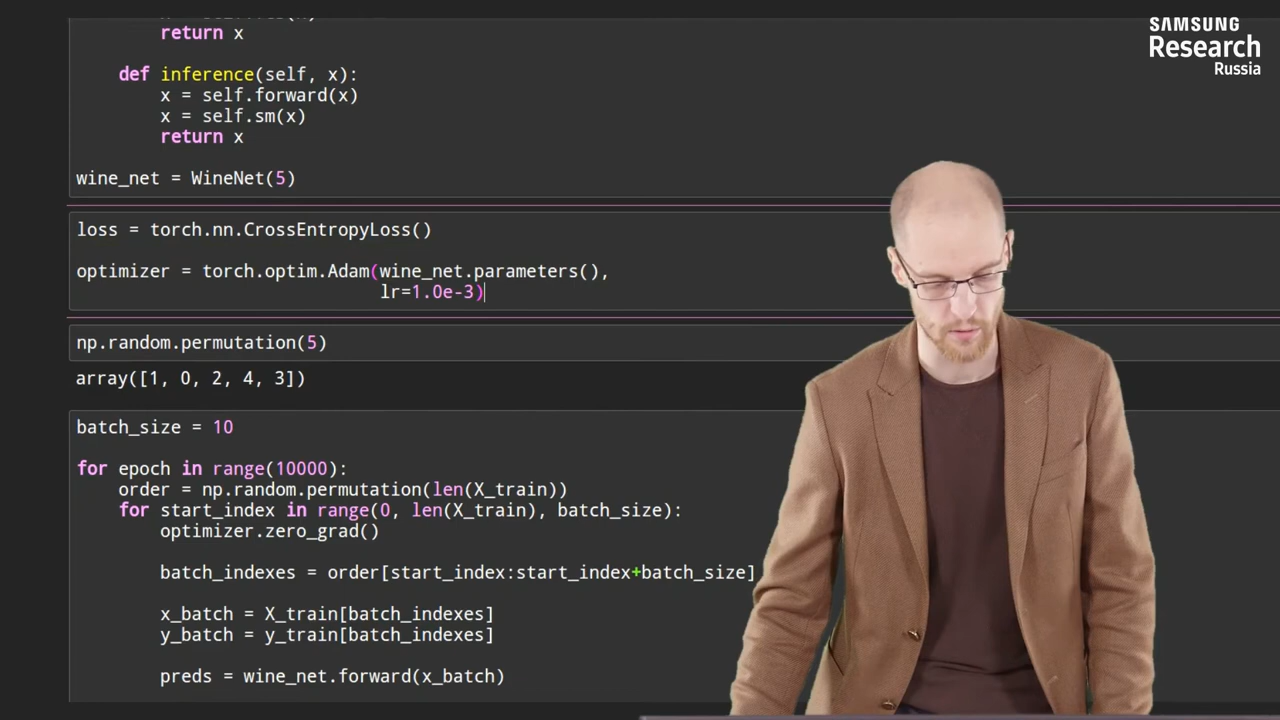 return x
def inference(self, x):
x = self.forward(x)
x = self.sm(x)
return x
wine_net = WineNet(5)
loss = torch.nn.CrossEntropyLoss()
optimizer = torch.optim.Adam(wine_net.parameters(),
lr=1.0e-3)
np.random.permutation(5)
array([1, 0, 2, 4, 3])
batch_size = 10
for epoch in range(10000):
order = np.random.permutation(len(X_train))
for start_index in range(0, len(X_train), batch_size):
optimizer.zero_grad()
batch_indexes = order[start_index:start_index+batch_size]
x_batch = X_train[batch_indexes]
y_batch = y_train[batch_indexes]
preds = wine_net.forward(x_batch)
SAMSUNG
Research
Russia